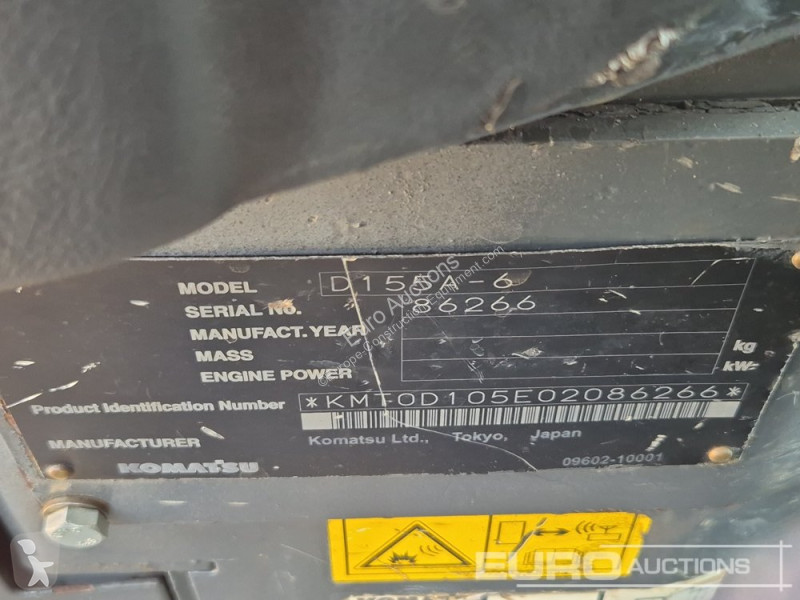 MODEL D155A-6
SERIAL No. 86266
MANUFACT. YEAR
MASS kg
ENGINE POWER kW
Product Identification Number *KMT0D105E02086266*
MANUFACTURER Komatsu Ltd., Tokyo, Japan
KOMATSU 09602-10001
Euro Auctions
EURO AUCTIONS